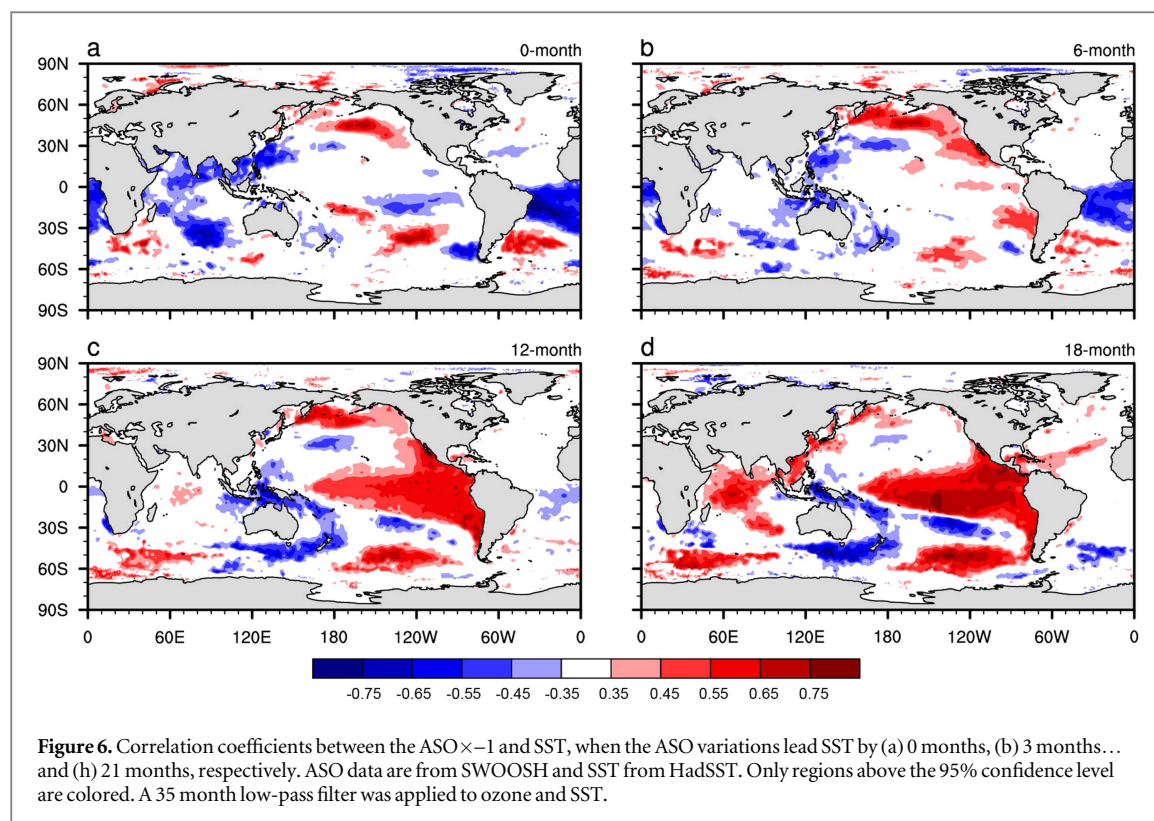 a 0-month b 6-month
90N
60N
30N
0
30S
60S
90S
c 12-month d 18-month
90N
60N
30N
0
30S
60S
90S
0 60E 120E 180 120W 60W 0 60E 120E 180 120W 60W 0
-0.75 -0.65 -0.55 -0.45 -0.35 0.35 0.45 0.55 0.65 0.75
Figure 6. Correlation coefficients between the ASO×−1 and SST, when the ASO variations lead SST by (a) 0 months, (b) 3 months…
and (h) 21 months, respectively. ASO data are from SWOOSH and SST from HadSST. Only regions above the 95% confidence level
are colored. A 35 month low-pass filter was applied to ozone and SST.